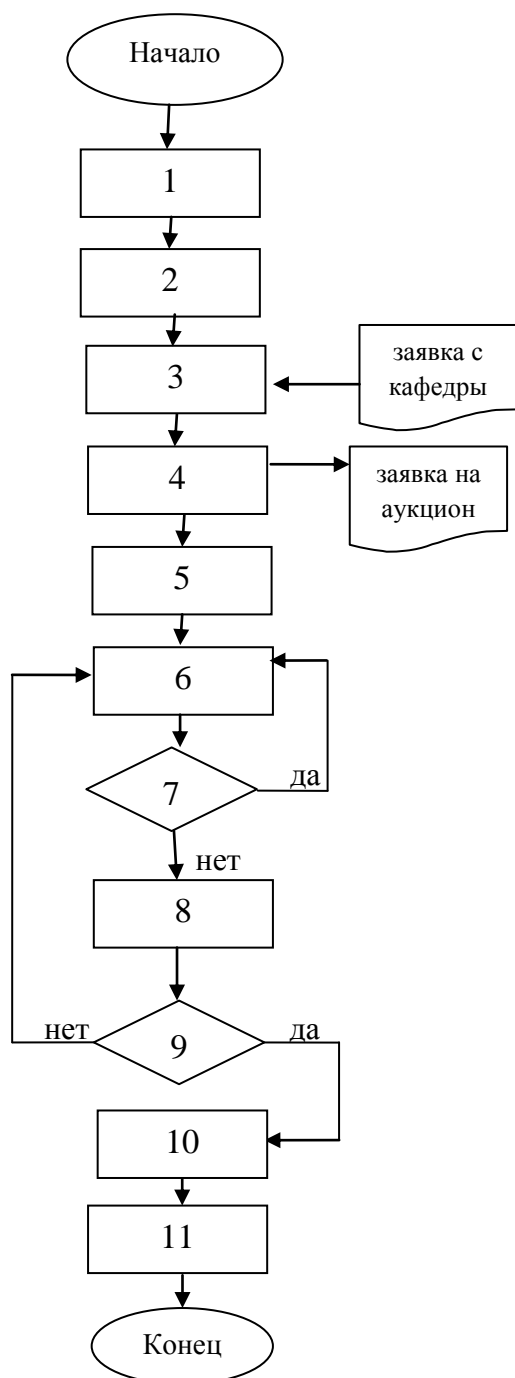 Начало
1
2
3
заявка с
кафедры
4
заявка на
аукцион
5
6
да
7
нет
8
нет
да
9
10
11
Конец